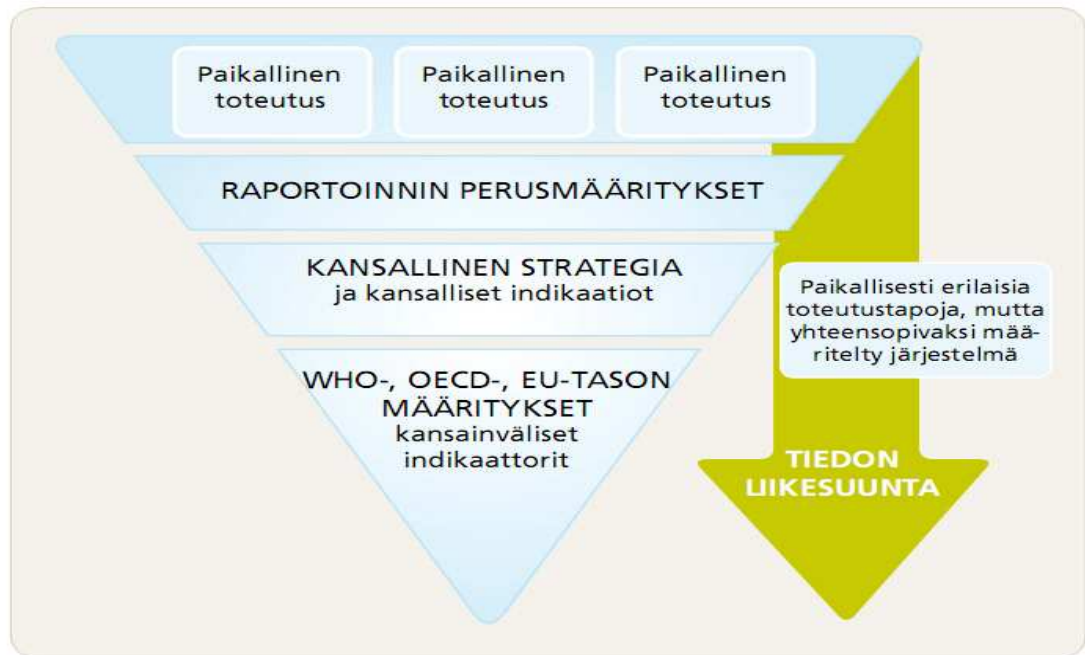 Paikallinen
toteutus
Paikallinen
toteutus
Paikallinen
toteutus
RAPORTOINNIN PERUSMÄÄRITYKSET
KANSALLINEN STRATEGIA
ja kansalliset indikaatiot
WHO-, OECD-, EU-TASON
MÄÄRITYKSET
kansainväliset
indikaattorit
Paikallisesti erilaisia
toteutustapoja, mutta
yhteensopivaksi mää-
ritelty järjestelmä
TIEDON
LIIKESUUNTA